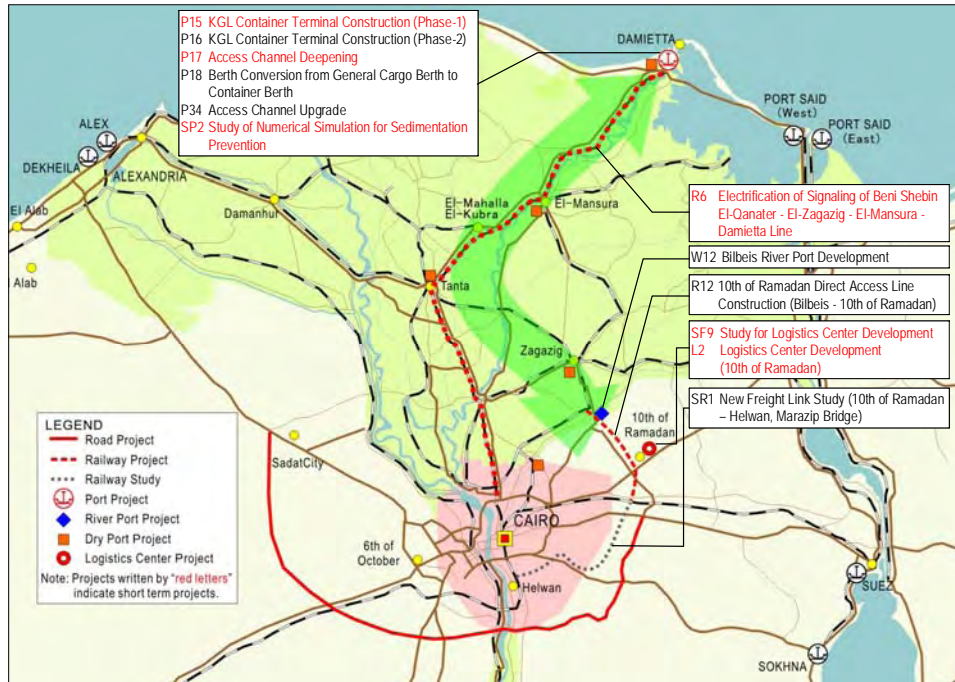 P15 KGL Container Terminal Construction (Phase-1)
P16 KGL Container Terminal Construction (Phase-2)
P17 Access Channel Deepening
P18 Berth Conversion from General Cargo Berth to
Container Berth
P34 Access Channel Upgrade
SP2 Study of Numerical Simulation for Sedimentation
Prevention
DAMIETTA
PORT SAID
(West)
PORT SAID
(East)
ALEX
DEKHEILA
ALEXANDRIA
El Alab
Alab
Damanhur
El-Mahalla
El-Kubra
El-Mansura
Tanta
Zagazig
R6 Electrification of Signaling of Beni Shebin
El-Qanater - El-Zagazig - El-Mansura -
Damietta Line
W12 Bilbeis River Port Development
R12 10th of Ramadan Direct Access Line
Construction (Bilbeis - 10th of Ramadan)
SF9 Study for Logistics Center Development
L2 Logistics Center Development
(10th of Ramadan)
SR1 New Freight Link Study (10th of Ramadan
– Helwan, Marazip Bridge)
10th of
Ramadan
SadatCity
CAIRO
6th of
October
Helwan
SUEZ
SOKHNA
LEGEND
Road Project
Railway Project
Railway Study
Port Project
River Port Project
Dry Port Project
Logistics Center Project
Note: Projects written by "red letters"
indicate short term projects.